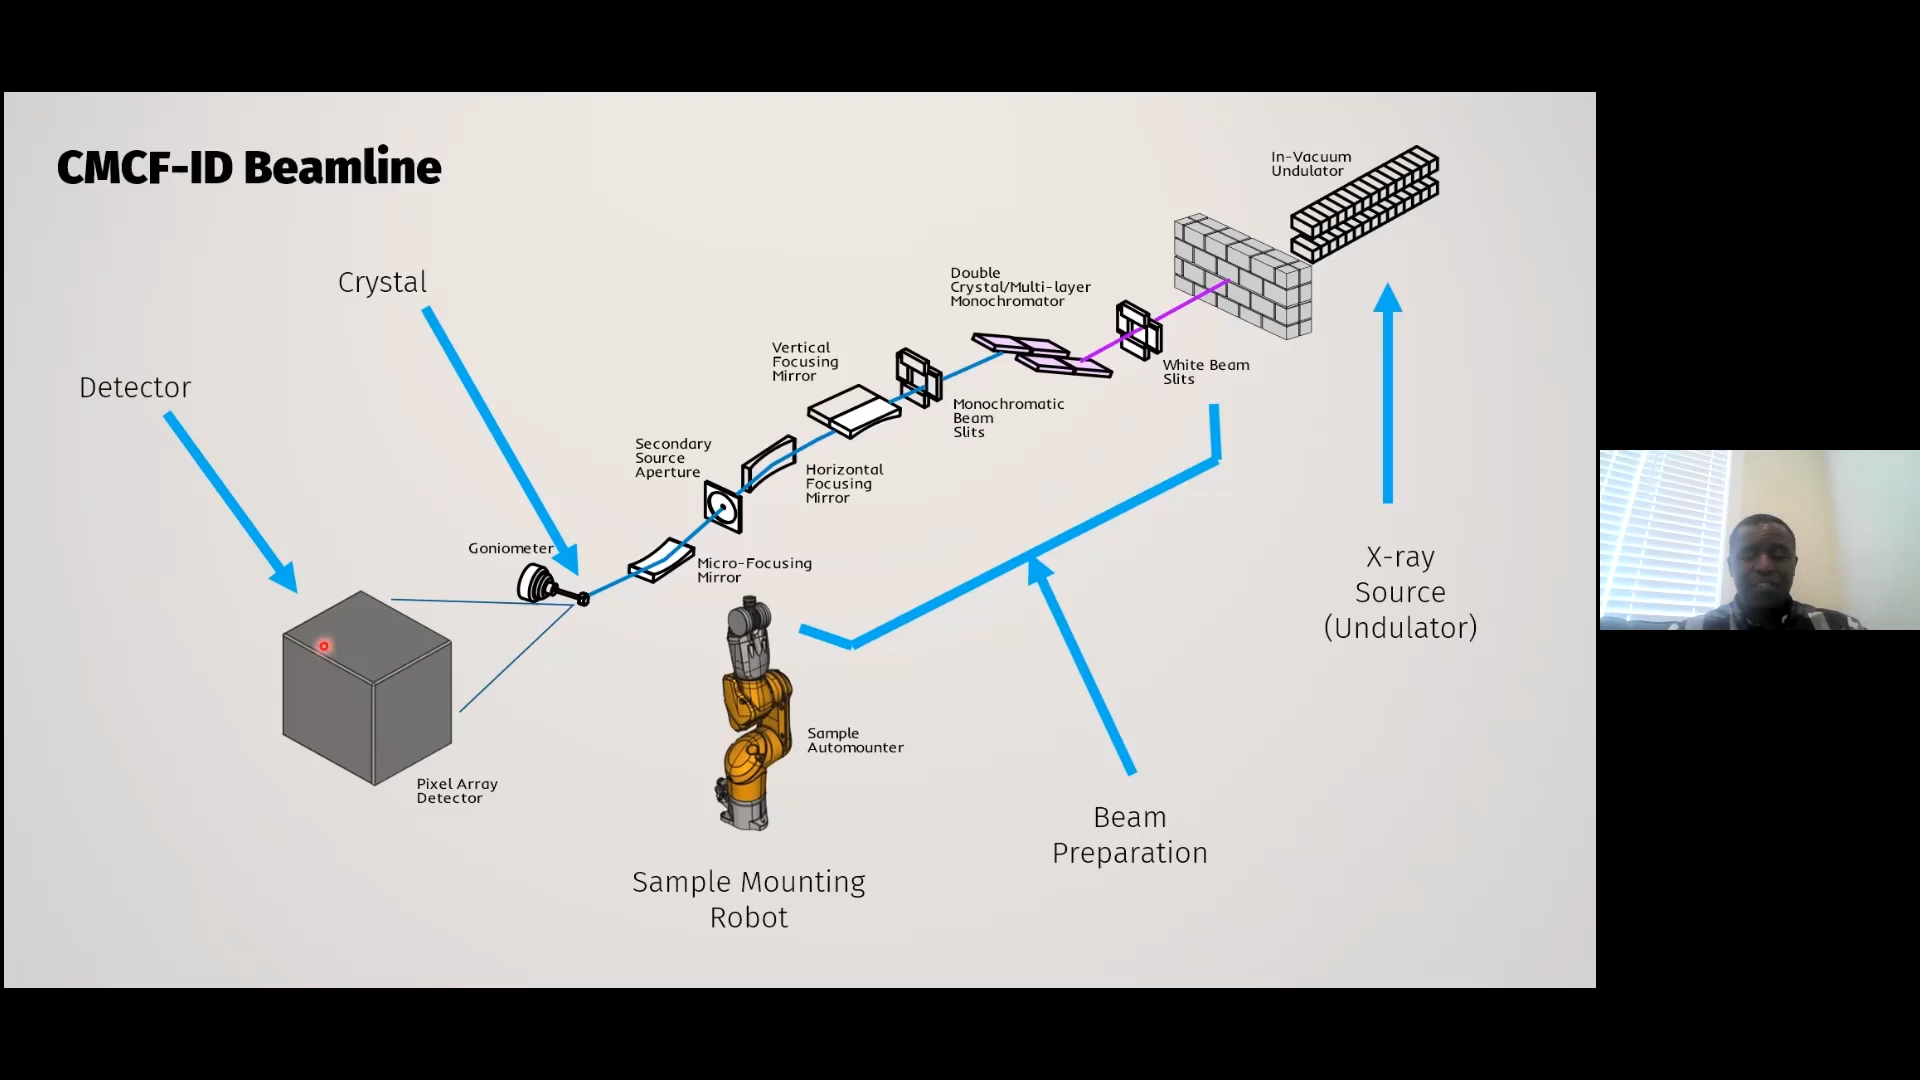 CMCF-ID Beamline
In-Vacuum
Undulator
Crystal
Double
Crystal/Multi-layer
Monochromator
Vertical
Focusing
Mirror
White Beam
Slits
Detector
Monochromatic
Beam
Slits
Secondary
Source
Aperture
Horizontal
Focusing
Mirror
Goniometer
Micro-Focusing
Mirror
X-ray
Source
(Undulator)
Sample
Automounter
Pixel Array
Detector
Beam
Preparation
Sample Mounting
Robot